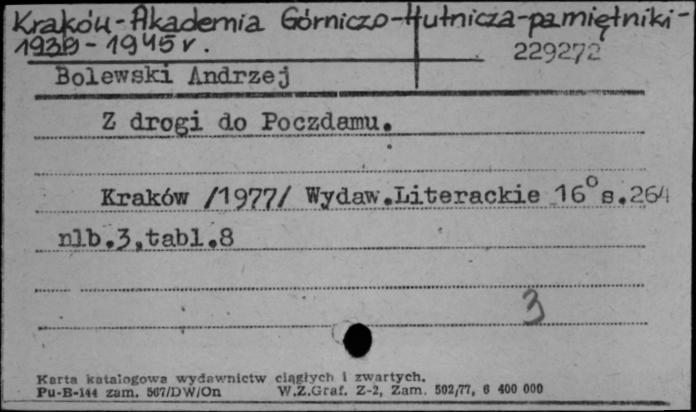 Kraków-Akademia Górniczo-Hutnicza-pamiętniki-
1939-1945 r.
229272
Bolewski Andrzej
Z drogi do Poczdamu.
Kraków /1977/ Wydaw.Literackie 16° s.264
nlb.3,tabl.8
3
Karta katalogowa wydawnictw ciągłych i zwartych.
Pu-B-144 zam. 567/DW/On W.Z.Graf. Z-2, Zam. 502/77, 6 400 000